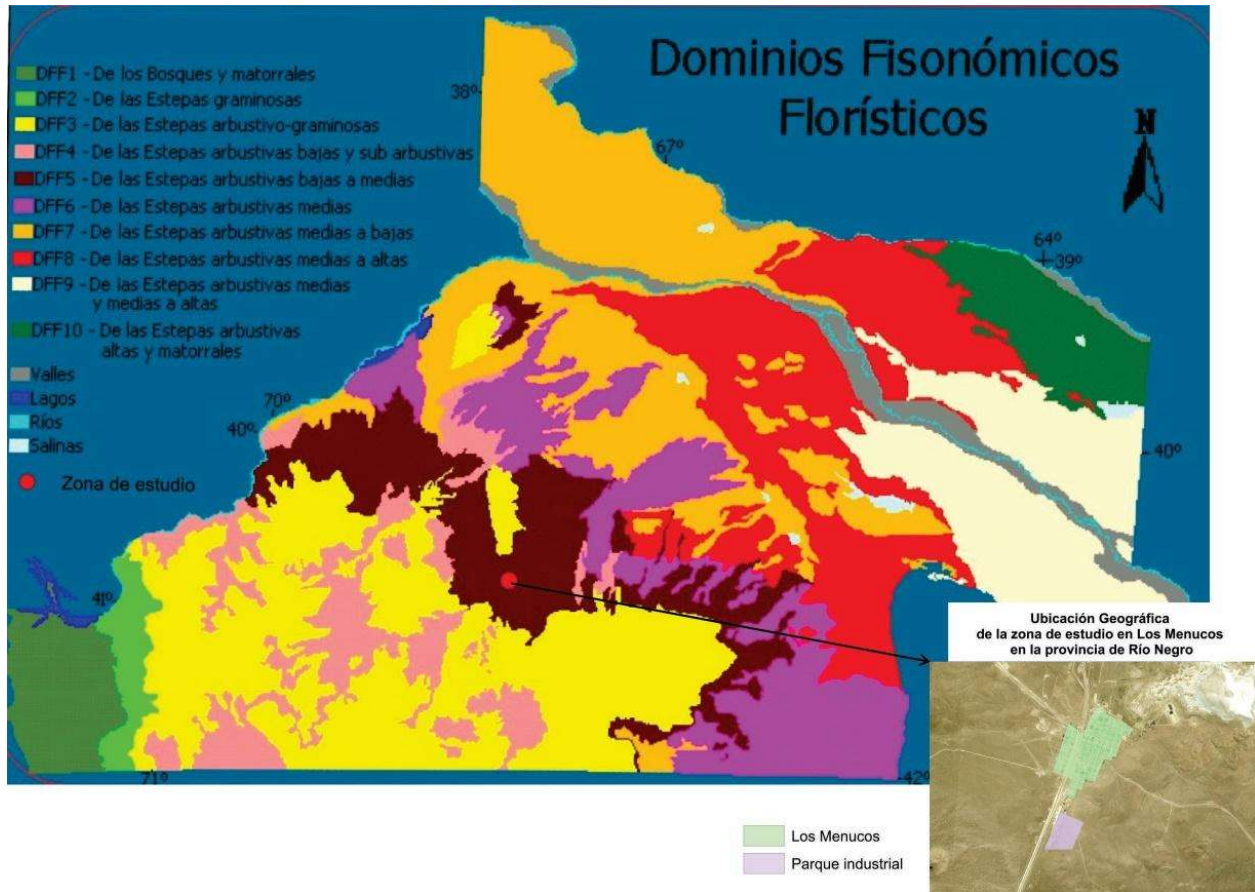 Dominios Fisonómicos
Florísticos
DFF1 - De los Bosques y matorrales
DFF2 - De las Estepas graminosas
DFF3 - De las Estepas arbustivo-graminosas
DFF4 - De las Estepas arbustivas bajas y sub arbustivas
DFF5 - De las Estepas arbustivas bajas a medias
DFF6 - De las Estepas arbustivas medias
DFF7 - De las Estepas arbustivas medias a bajas
DFF8 - De las Estepas arbustivas medias a altas
DFF9 - De las Estepas arbustivas medias
y medias a altas
DFF10 - De las Estepas arbustivas
altas y matorrales
Valles
Lagos
Ríos
Salinas
Zona de estudio
38º
67º
N
64º
39º
70º
40º
40º
41º
71º
42º
Ubicación Geográfica
de la zona de estudio en Los Menucos
en la provincia de Río Negro
Los Menucos
Parque industrial